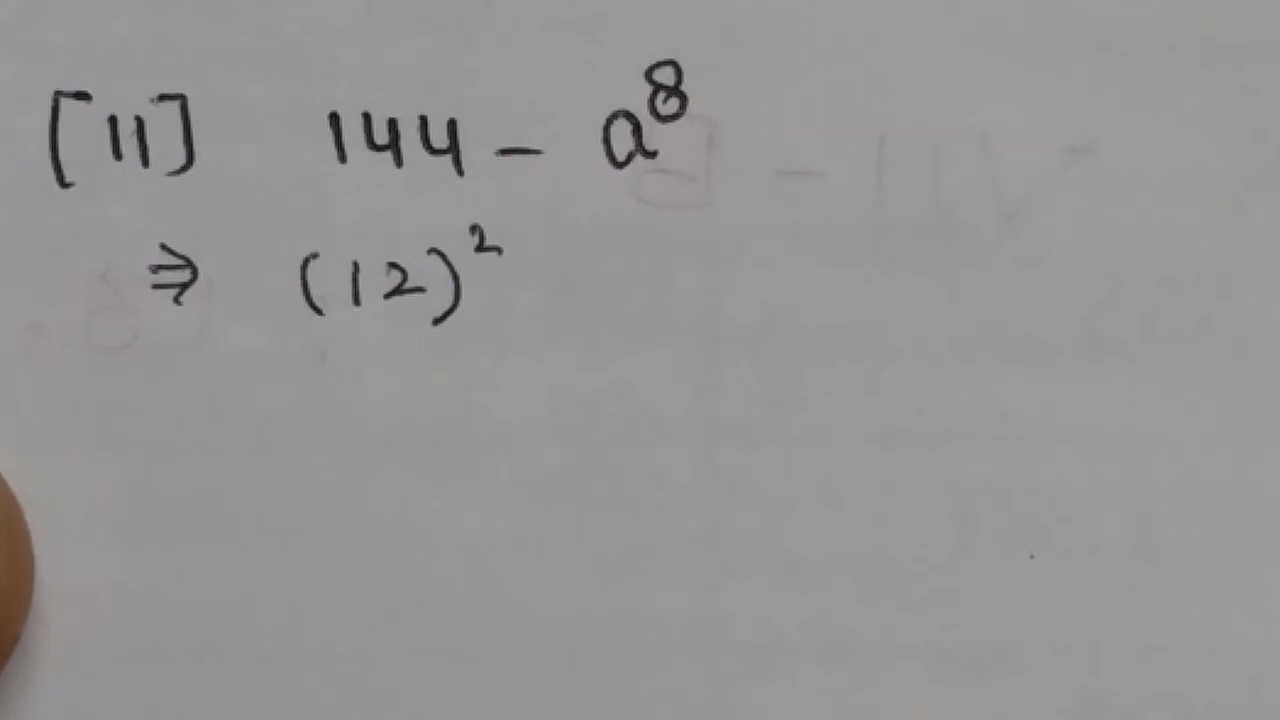 [11] 144 - a⁸
⇒ (12)²